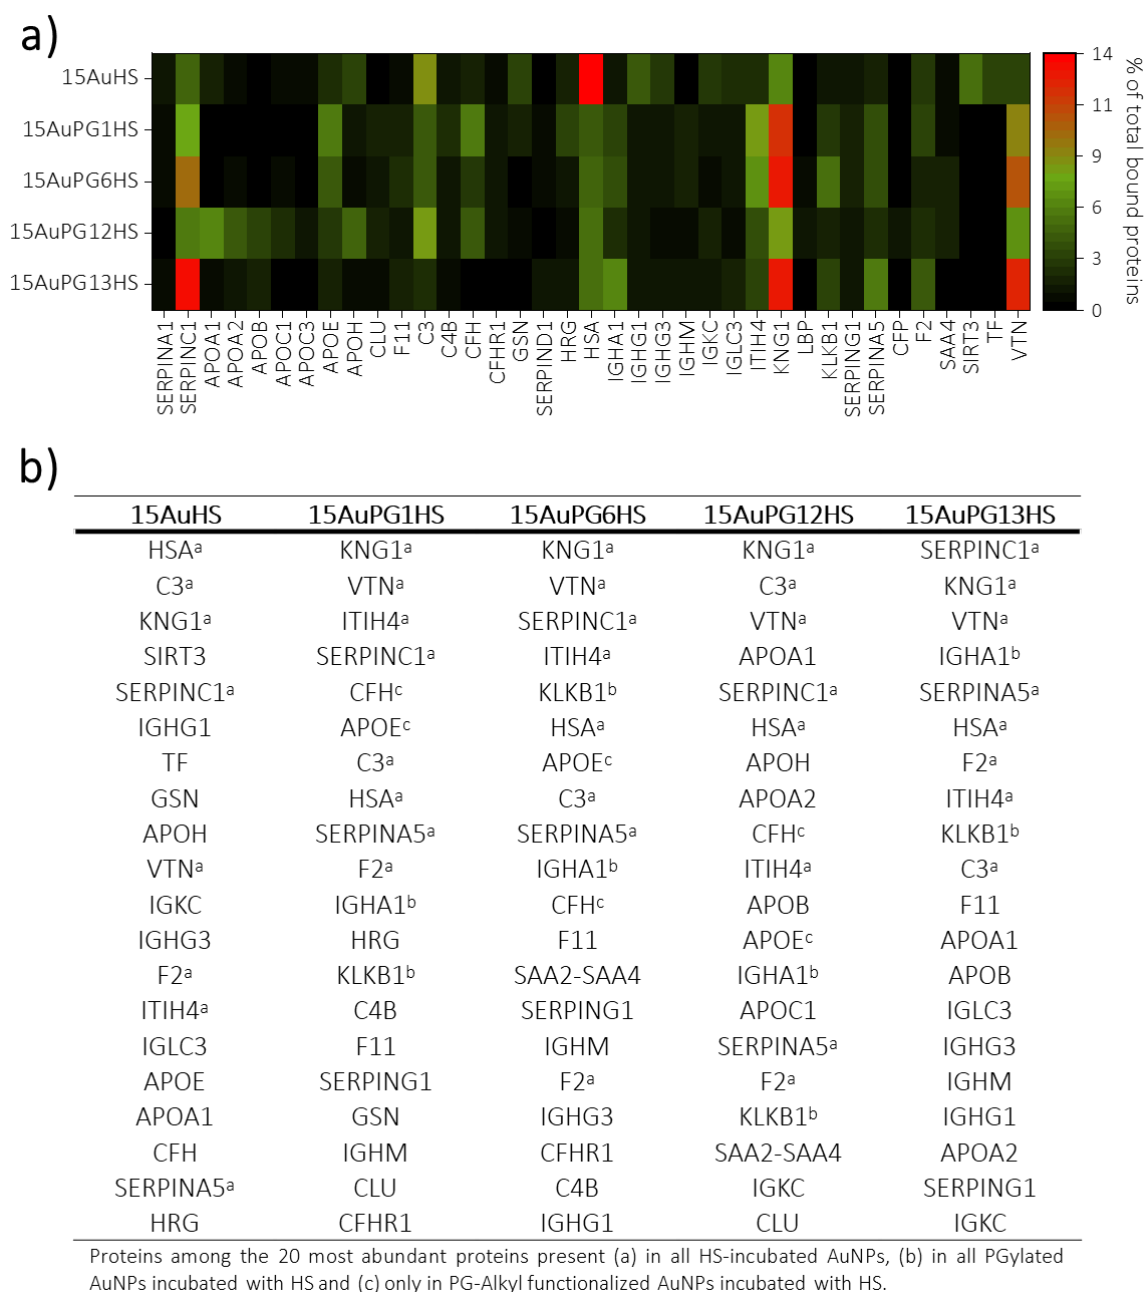 a)
15AuHS
15AuPG1HS
15AuPG6HS
15AuPG12HS
15AuPG13HS
14
11
9
6
3
0
% of total bound proteins
SERPINA1
SERPINC1
APOA1
APOA2
APOB
APOC1
APOC3
APOE
APOH
CLU
F11
C3
C4B
CFH
CFHR1
GSN
SERPIND1
HRG
HSA
IGHA1
IGHG1
IGHG3
IGHM
IGKC
IGLC3
ITIH4
KNG1
LBP
KLKB1
SERPING1
SERPINA5
CFP
F2
SAA4
SIRT3
TF
VTN
b)
15AuHS 15AuPG1HS 15AuPG6HS 15AuPG12HS 15AuPG13HS
HSAᵃ KNG1ᵃ KNG1ᵃ KNG1ᵃ SERPINC1ᵃ
C3ᵃ VTNᵃ VTNᵃ C3ᵃ KNG1ᵃ
KNG1ᵃ ITIH4ᵃ SERPINC1ᵃ VTNᵃ VTNᵃ
SIRT3 SERPINC1ᵃ ITIH4ᵃ APOA1 IGHA1ᵇ
SERPINC1ᵃ CFHᶜ KLKB1ᵇ SERPINC1ᵃ SERPINA5ᵃ
IGHG1 APOEᶜ HSAᵃ HSAᵃ HSAᵃ
TF C3ᵃ APOEᶜ APOH F2ᵃ
GSN HSAᵃ C3ᵃ APOA2 ITIH4ᵃ
APOH SERPINA5ᵃ SERPINA5ᵃ CFHᶜ KLKB1ᵇ
VTNᵃ F2ᵃ IGHA1ᵇ ITIH4ᵃ C3ᵃ
IGKC IGHA1ᵇ CFHᶜ APOB F11
IGHG3 HRG F11 APOEᶜ APOA1
F2ᵃ KLKB1ᵇ SAA2-SAA4 IGHA1ᵇ APOB
ITIH4ᵃ C4B SERPING1 APOC1 IGLC3
IGLC3 F11 IGHM SERPINA5ᵃ IGHG3
APOE SERPING1 F2ᵃ F2ᵃ IGHM
APOA1 GSN IGHG3 KLKB1ᵇ IGHG1
CFH IGHM CFHR1 SAA2-SAA4 APOA2
SERPINA5ᵃ CLU C4B IGKC SERPING1
HRG CFHR1 IGHG1 CLU IGKC
Proteins among the 20 most abundant proteins present (a) in all HS-incubated AuNPs, (b) in all PGylated
AuNPs incubated with HS and (c) only in PG-Alkyl functionalized AuNPs incubated with HS.